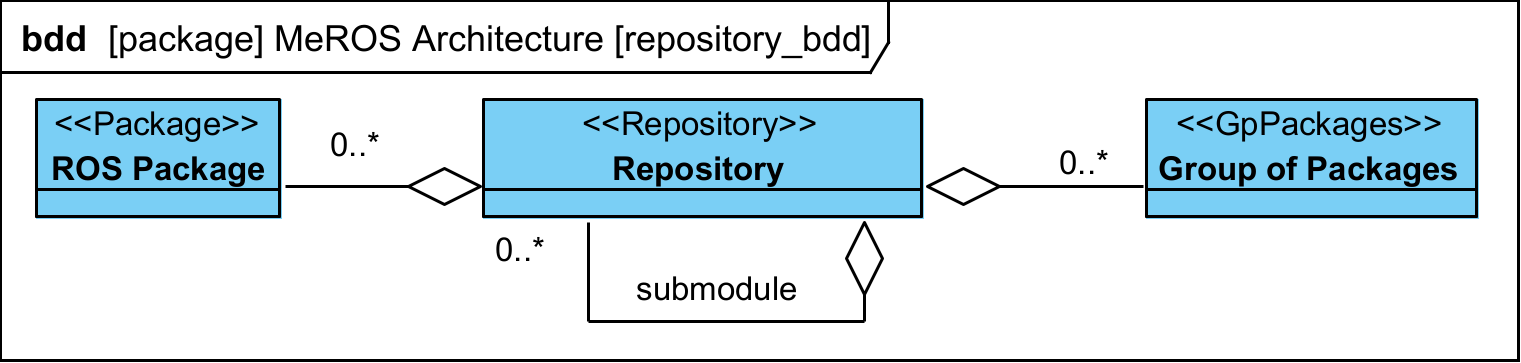 bdd [package] MeROS Architecture [repository_bdd]
<<Package>>
ROS Package
0..*
<<Repository>>
Repository
0..*
<<GpPackages>>
Group of Packages
0..*
submodule